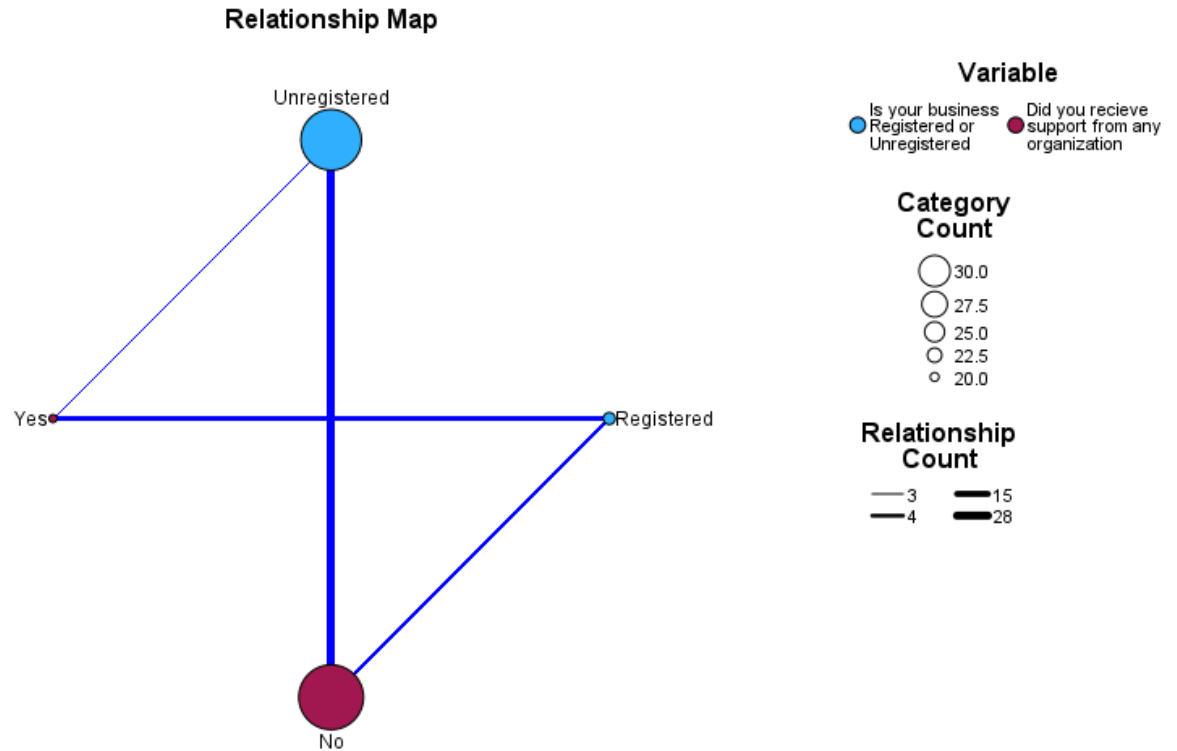 Relationship Map
Unregistered
Yes
Registered
No
Variable
Is your business
Registered or
Unregistered
Did you recieve
support from any
organization
Category
Count
30.0
27.5
25.0
22.5
20.0
Relationship
Count
3
15
4
28